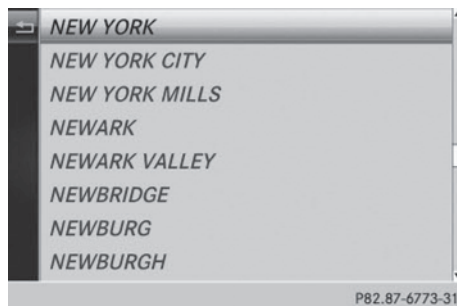 NEW YORK
NEW YORK CITY
NEW YORK MILLS
NEWARK
NEWARK VALLEY
NEWBRIDGE
NEWBURG
NEWBURGH
P82.87-6773-31